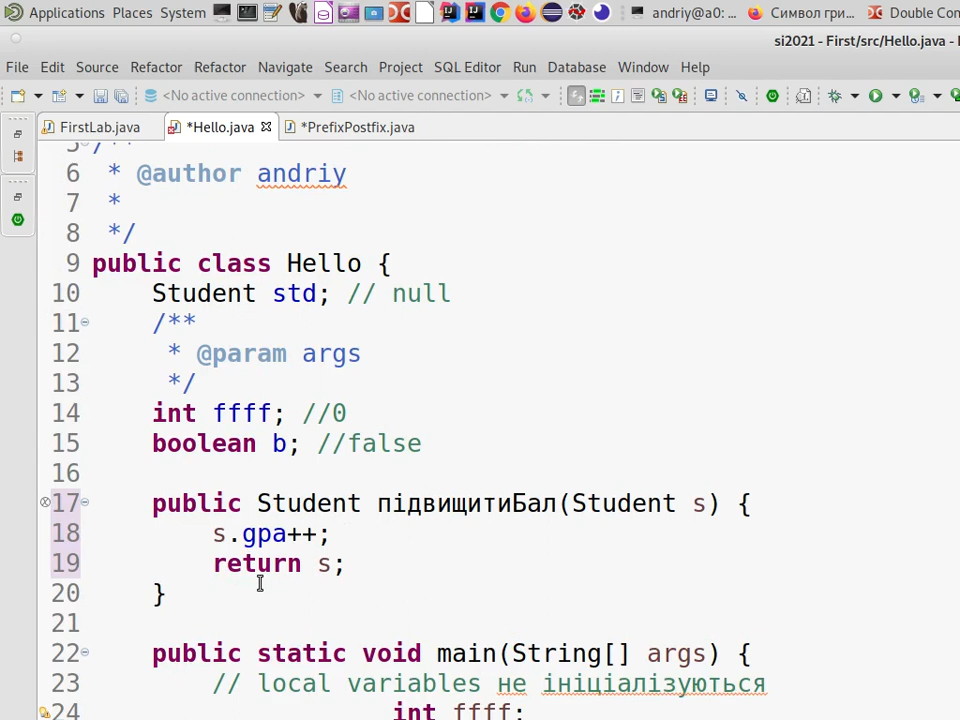 Applications Places System andriy@a0: ... Символ гри... Double Con
si2021 - First/src/Hello.java -
File Edit Source Refactor Refactor Navigate Search Project SQL Editor Run Database Window Help
<No active connection> <No active connection>
FirstLab.java *Hello.java *PrefixPostfix.java
5 /**
6 * @author andriy
7 *
8 */
9 public class Hello {
10 Student std; // null
11 /**
12 * @param args
13 */
14 int ffff; //0
15 boolean b; //false
16
17 public Student підвищитиБал(Student s) {
18 s.gpa++;
19 return s;
20 }
21
22 public static void main(String[] args) {
23 // local variables не ініціалізуються
24 int ffff;